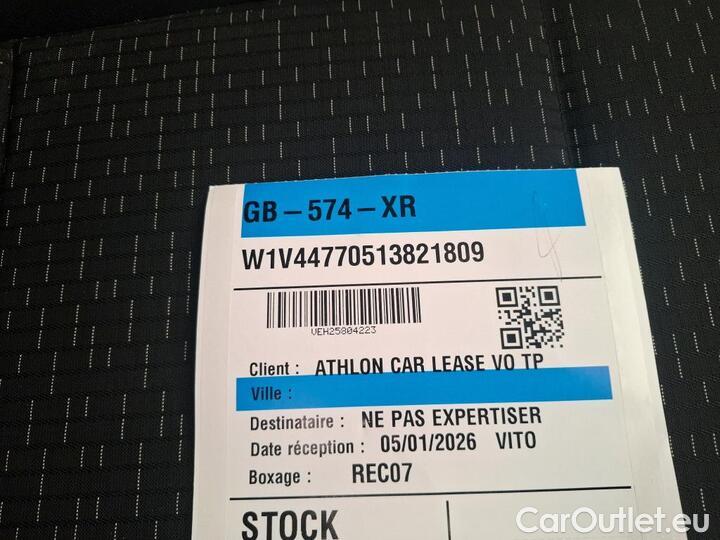 GB – 574 – XR
W1V44770513821809
VEH25804223
Client : ATHLON CAR LEASE VO TP
Ville :
Destinataire : NE PAS EXPERTISER
Date réception : 05/01/2026 VITO
Boxage : REC07
STOCK
CarOutlet.eu